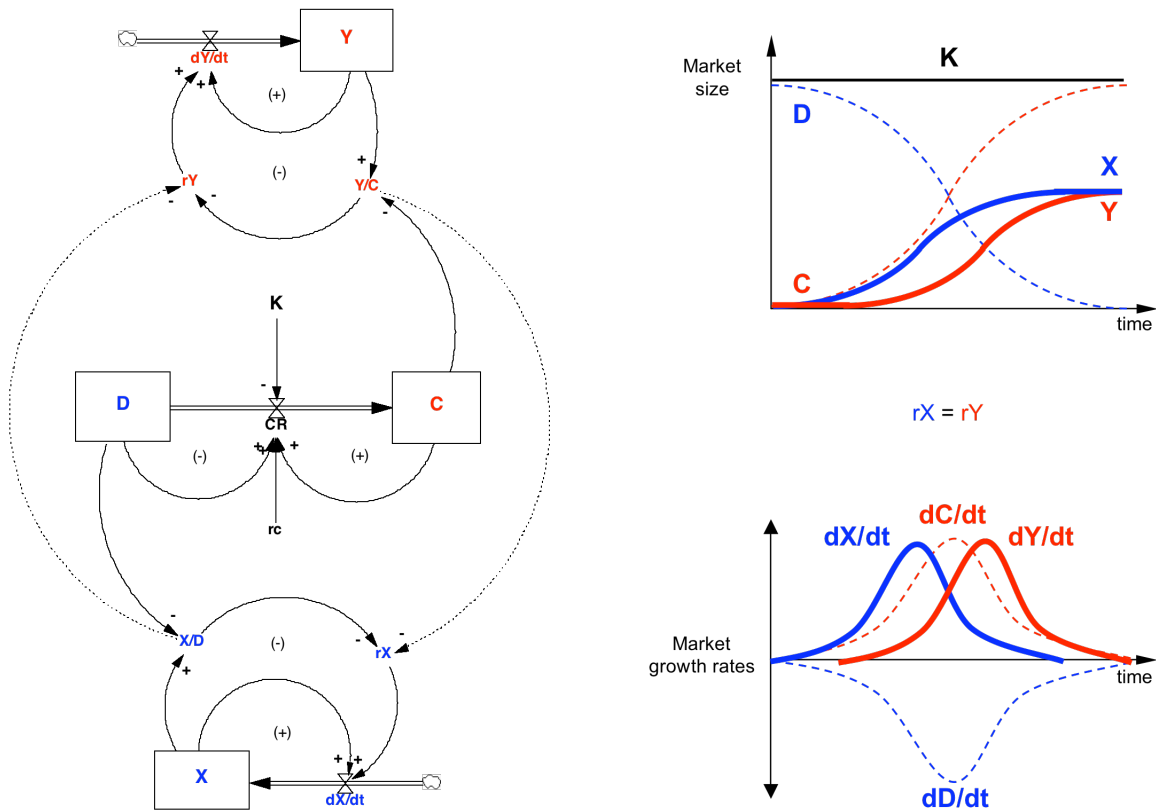 Y
dY/dt
+
+
(+)
(-)
+
rY
-
-
Y/C
-
K
-
D
C
CR
+
+
+
(-)
(+)
rc
-
X/D
+
(-)
-
-
rX
(+)
+
+
X
dX/dt
Market
size
K
D
X
Y
C
time
rX = rY
dC/dt
dX/dt
dY/dt
Market
growth rates
time
dD/dt